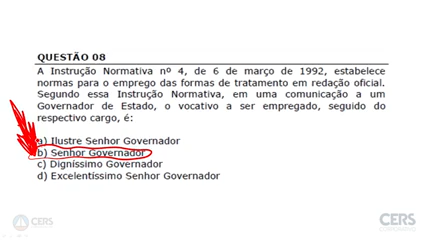 QUESTÃO 08
A Instrução Normativa nº 4, de 6 de março de 1992, estabelece
normas para o emprego das formas de tratamento em redação oficial.
Segundo essa Instrução Normativa, em uma comunicação a um
Governador de Estado, o vocativo a ser empregado, seguido do
respectivo cargo, é:
a) Ilustre Senhor Governador
b) Senhor Governador
c) Digníssimo Governador
d) Excelentíssimo Senhor Governador
CERS
CERS